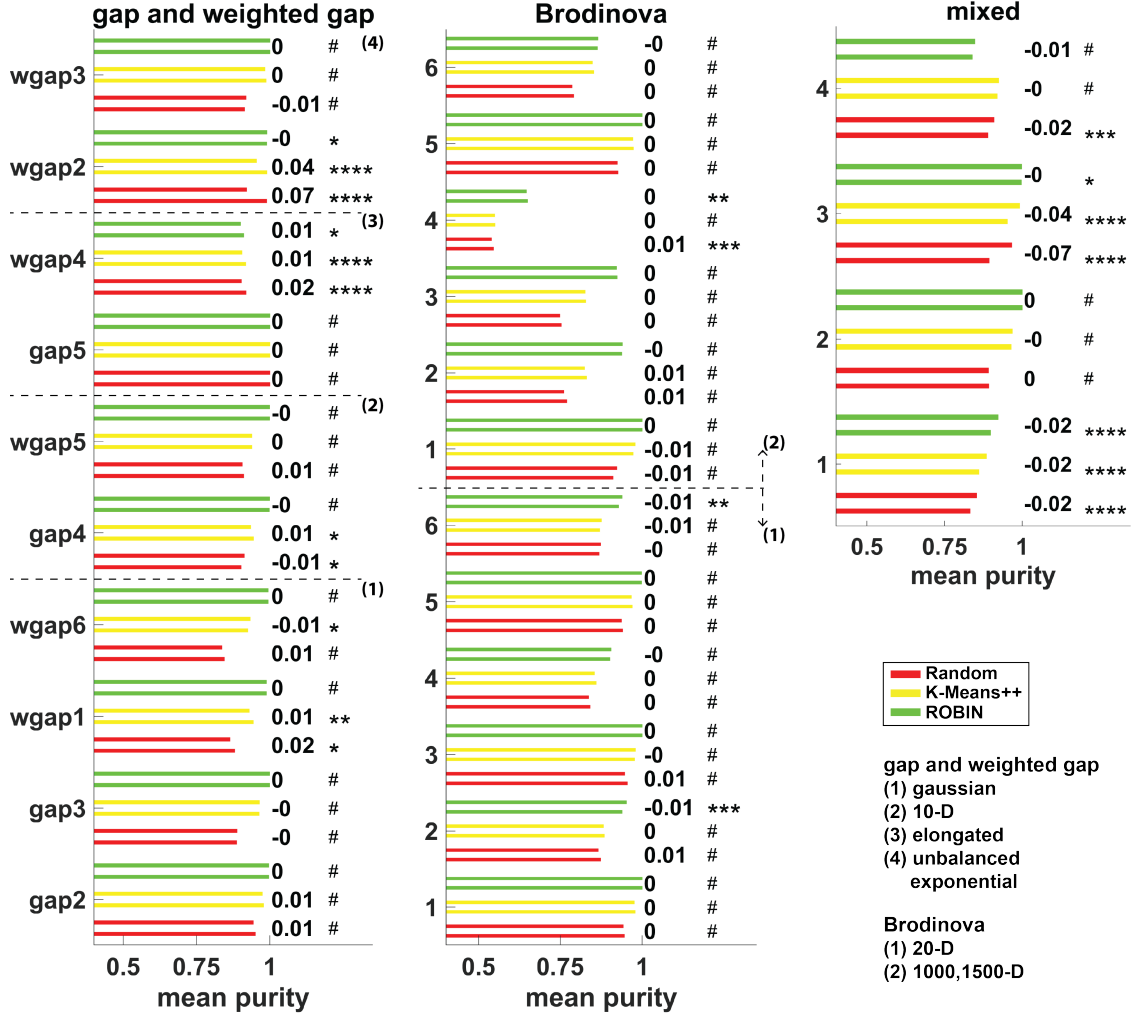 gap and weighted gap
0 # (4)
wgap3 0 #
-0.01 #
-0 *
wgap2 0.04 ****
0.07 ****
0.01 * (3)
wgap4 0.01 ****
0.02 ****
0 #
gap5 0 #
0 #
-0 # (2)
wgap5 0 #
0.01 #
-0 #
gap4 0.01 *
-0.01 *
0 # (1)
wgap6 -0.01 *
0.01 #
0 #
wgap1 0.01 **
0.02 *
0 #
gap3 -0 #
-0 #
0 #
gap2 0.01 #
0.01 #
0.5 0.75 1
mean purity
Brodinova
-0 #
6 0 #
0 #
0 #
5 0 #
0 #
0 **
4 0 #
0.01 ***
0 #
3 0 #
0 #
-0 #
2 0.01 #
0.01 #
0 #
1 -0.01 # (2)
-0.01 #
-0.01 **
6 -0.01 # (1)
-0 #
0 #
5 0 #
0 #
-0 #
4 0 #
0 #
0 #
3 -0 #
0.01 #
-0.01 ***
2 0 #
0.01 #
0 #
1 0 #
0 #
0.5 0.75 1
mean purity
mixed
-0.01 #
4 -0 #
-0.02 ***
-0 *
3 -0.04 ****
-0.07 ****
0 #
2 -0 #
0 #
-0.02 ****
1 -0.02 ****
-0.02 ****
0.5 0.75 1
mean purity
Random
K-Means++
ROBIN
gap and weighted gap
(1) gaussian
(2) 10-D
(3) elongated
(4) unbalanced
exponential
Brodinova
(1) 20-D
(2) 1000,1500-D